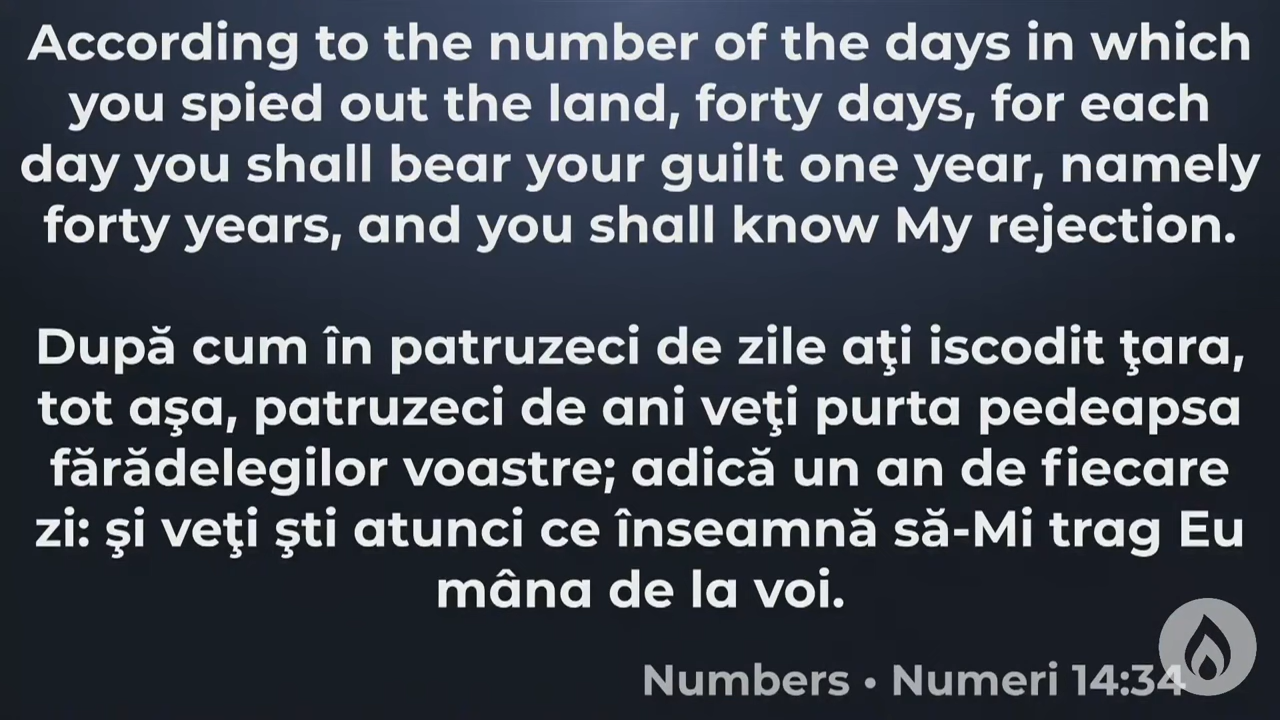 According to the number of the days in which
you spied out the land, forty days, for each
day you shall bear your guilt one year, namely
forty years, and you shall know My rejection.
După cum în patruzeci de zile aţi iscodit ţara,
tot aşa, patruzeci de ani veţi purta pedeapsa
fărădelegilor voastre; adică un an de fiecare
zi: şi veţi şti atunci ce înseamnă să-Mi trag Eu
mâna de la voi.
Numbers • Numeri 14:34